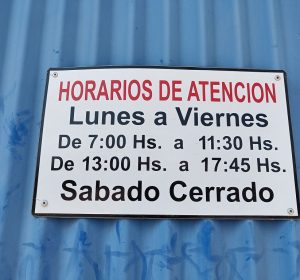 HORARIOS DE ATENCION
Lunes a Viernes
De 7:00 Hs. a 11:30 Hs.
De 13:00 Hs. a 17:45 Hs.
Sabado Cerrado